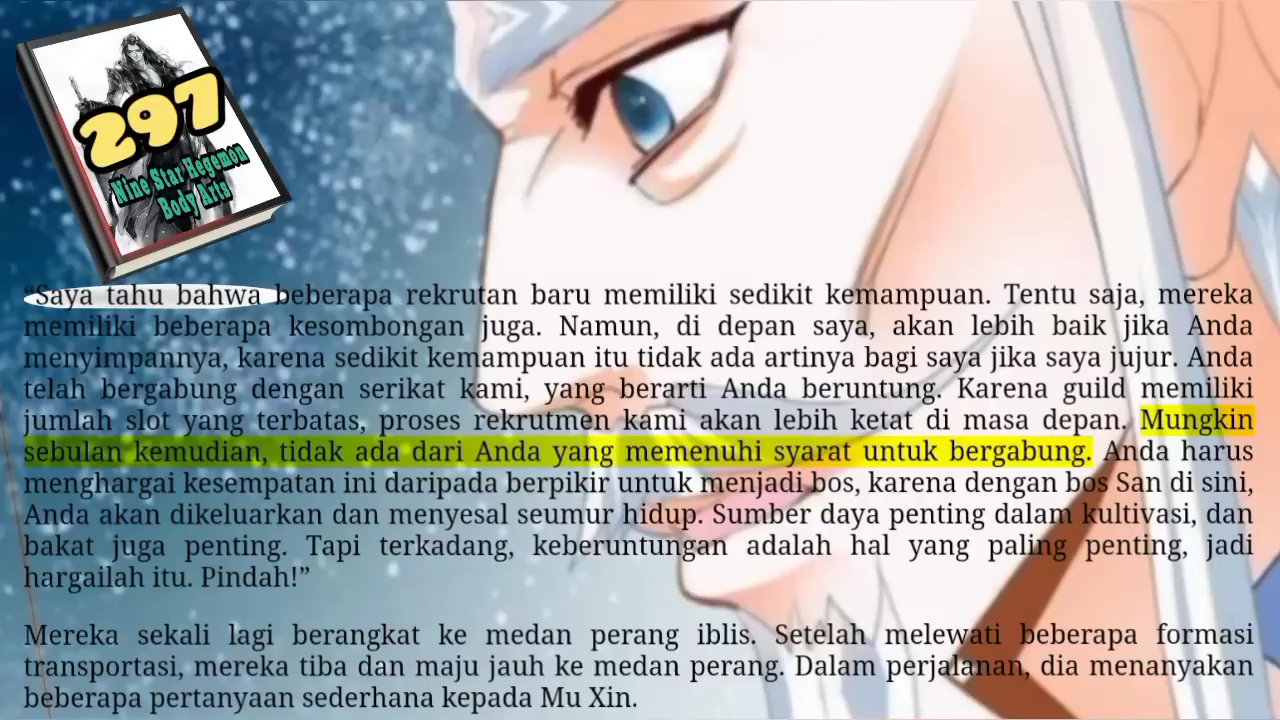 297
Nine Star Hegemon
Body Arts
“Saya tahu bahwa beberapa rekrutan baru memiliki sedikit kemampuan. Tentu saja, mereka
memiliki beberapa kesombongan juga. Namun, di depan saya, akan lebih baik jika Anda
menyimpannya, karena sedikit kemampuan itu tidak ada artinya bagi saya jika saya jujur. Anda
telah bergabung dengan serikat kami, yang berarti Anda beruntung. Karena guild memiliki
jumlah slot yang terbatas, proses rekrutmen kami akan lebih ketat di masa depan. Mungkin
sebulan kemudian, tidak ada dari Anda yang memenuhi syarat untuk bergabung. Anda harus
menghargai kesempatan ini daripada berpikir untuk menjadi bos, karena dengan bos San di sini,
Anda akan dikeluarkan dan menyesal seumur hidup. Sumber daya penting dalam kultivasi, dan
bakat juga penting. Tapi terkadang, keberuntungan adalah hal yang paling penting, jadi
hargailah itu. Pindah!”
Mereka sekali lagi berangkat ke medan perang iblis. Setelah melewati beberapa formasi
transportasi, mereka tiba dan maju jauh ke medan perang. Dalam perjalanan, dia menanyakan
beberapa pertanyaan sederhana kepada Mu Xin.